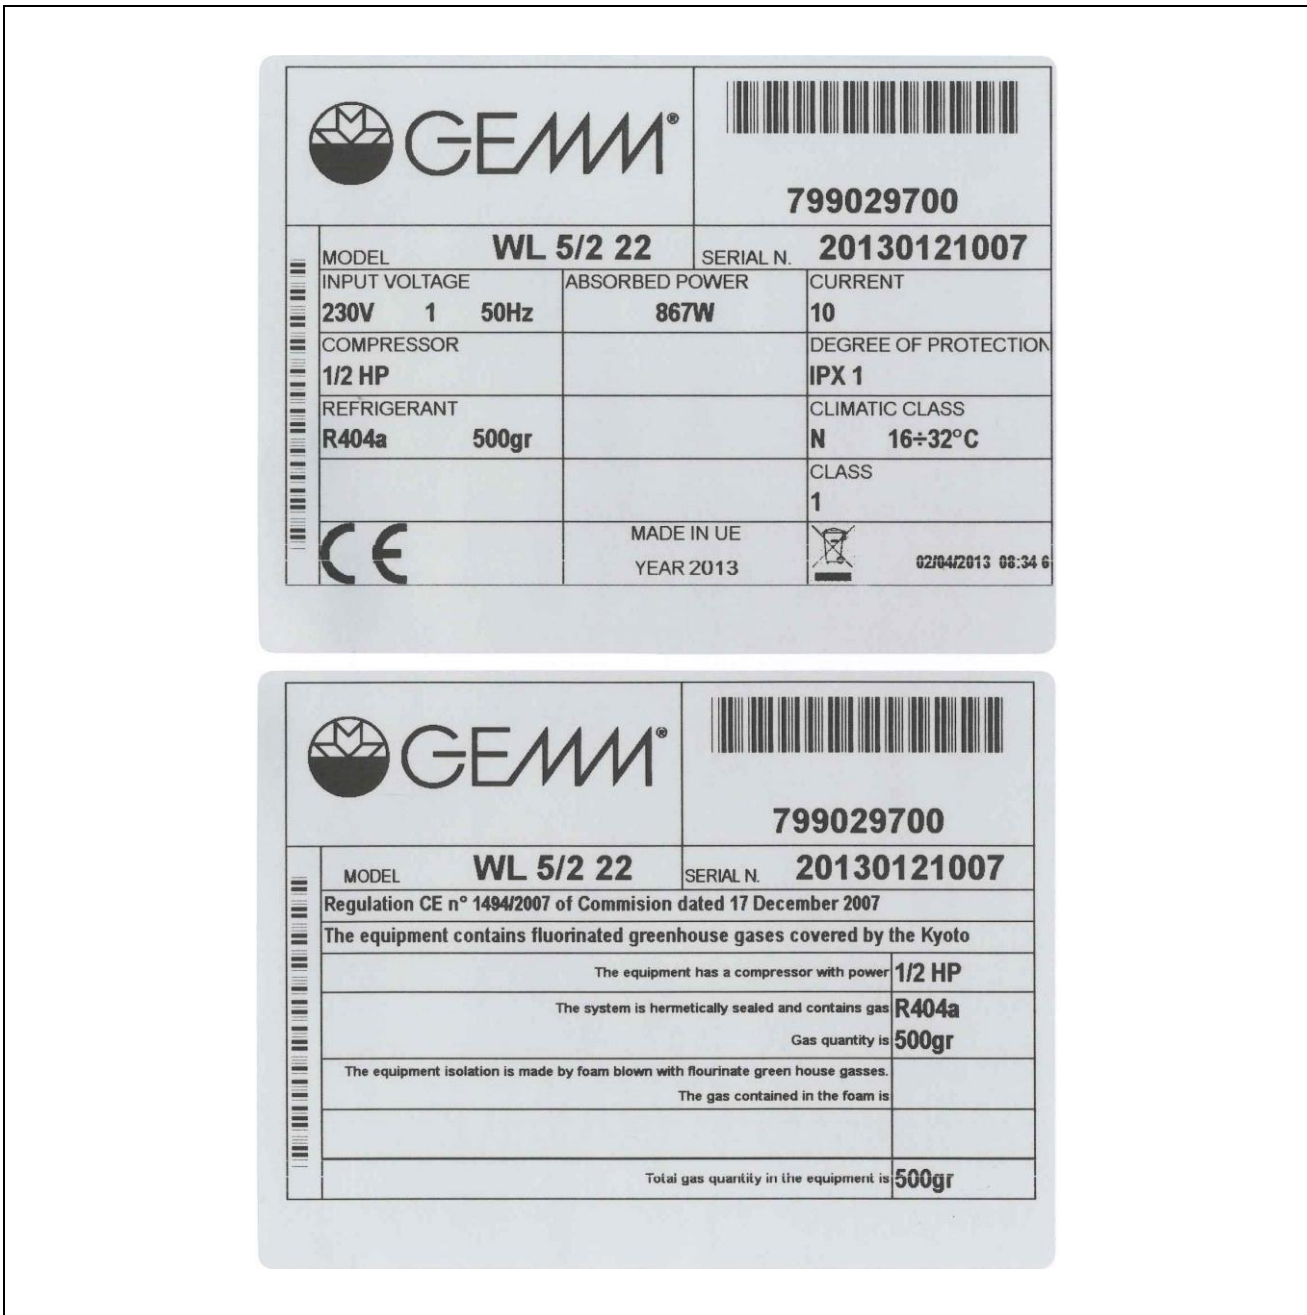 GEMM®
799029700
MODEL WL 5/2 22 SERIAL N. 20130121007
INPUT VOLTAGE ABSORBED POWER CURRENT
230V 1 50Hz 867W 10
COMPRESSOR DEGREE OF PROTECTION
1/2 HP IPX 1
REFRIGERANT CLIMATIC CLASS
R404a 500gr N 16÷32°C
CLASS
1
CE MADE IN UE
YEAR 2013 02/04/2013 08:34 6
GEMM®
799029700
MODEL WL 5/2 22 SERIAL N. 20130121007
Regulation CE n° 1494/2007 of Commision dated 17 December 2007
The equipment contains fluorinated greenhouse gases covered by the Kyoto
The equipment has a compressor with power 1/2 HP
The system is hermetically sealed and contains gas R404a
Gas quantity is 500gr
The equipment isolation is made by foam blown with flourinate green house gasses.
The gas contained in the foam is
Total gas quantity in the equipment is 500gr